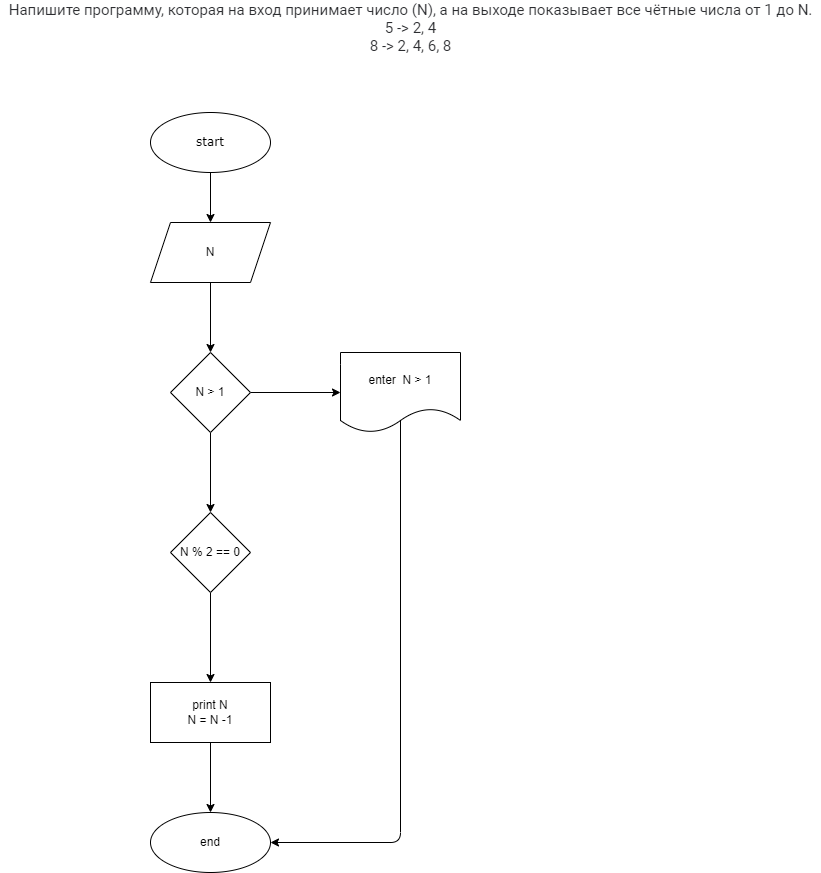 Напишите программу, которая на вход принимает число (N), а на выходе показывает все чётные числа от 1 до N.
5 -> 2, 4
8 -> 2, 4, 6, 8
start
N
N > 1
enter N > 1
N % 2 == 0
print N
N = N -1
end